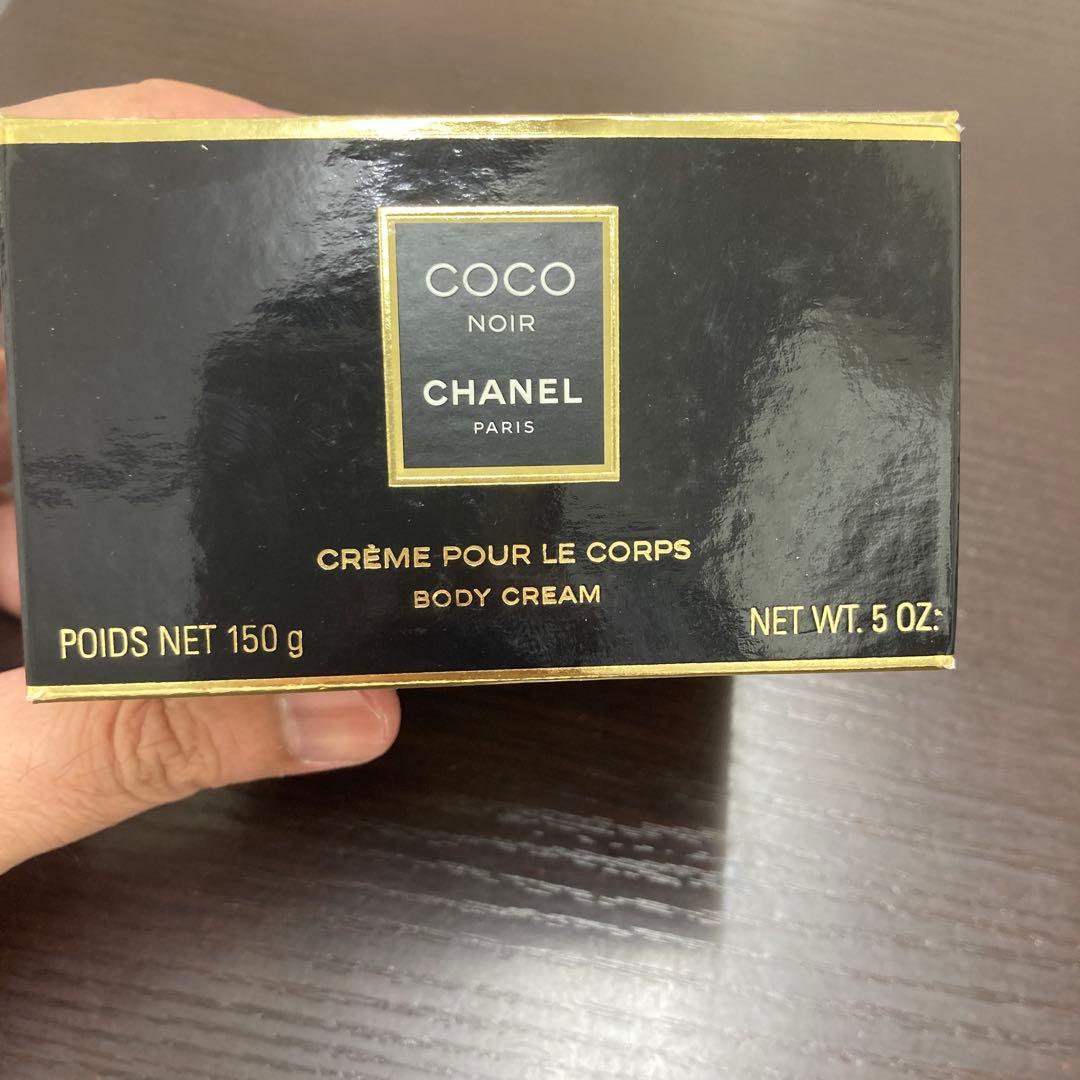 COCO
NOIR
CHANEL
PARIS
CRÈME POUR LE CORPS
BODY CREAM
POIDS NET 150 g
NET WT. 5 OZ.